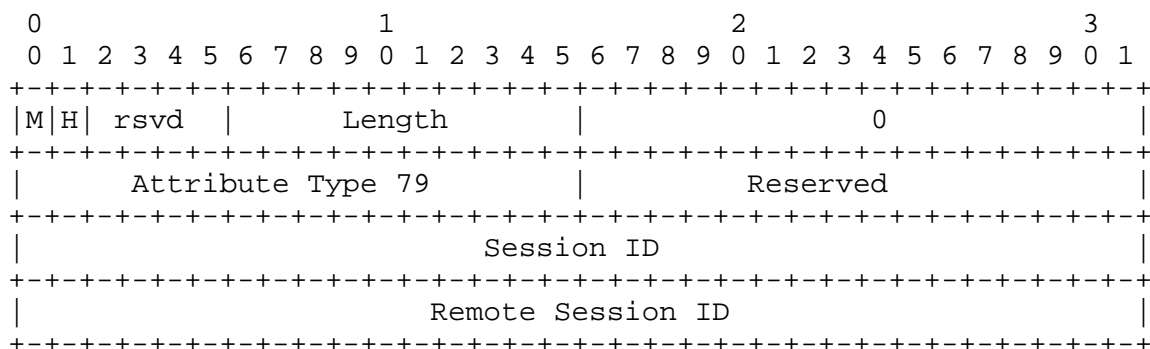 0                   1                   2                   3
 0 1 2 3 4 5 6 7 8 9 0 1 2 3 4 5 6 7 8 9 0 1 2 3 4 5 6 7 8 9 0 1
+-+-+-+-+-+-+-+-+-+-+-+-+-+-+-+-+-+-+-+-+-+-+-+-+-+-+-+-+-+-+-+-+
|M|H| rsvd  |      Length       |               0               |
+-+-+-+-+-+-+-+-+-+-+-+-+-+-+-+-+-+-+-+-+-+-+-+-+-+-+-+-+-+-+-+-+
|      Attribute Type 79        |         Reserved              |
+-+-+-+-+-+-+-+-+-+-+-+-+-+-+-+-+-+-+-+-+-+-+-+-+-+-+-+-+-+-+-+-+
|                          Session ID                           |
+-+-+-+-+-+-+-+-+-+-+-+-+-+-+-+-+-+-+-+-+-+-+-+-+-+-+-+-+-+-+-+-+
|                       Remote Session ID                       |
+-+-+-+-+-+-+-+-+-+-+-+-+-+-+-+-+-+-+-+-+-+-+-+-+-+-+-+-+-+-+-+-+